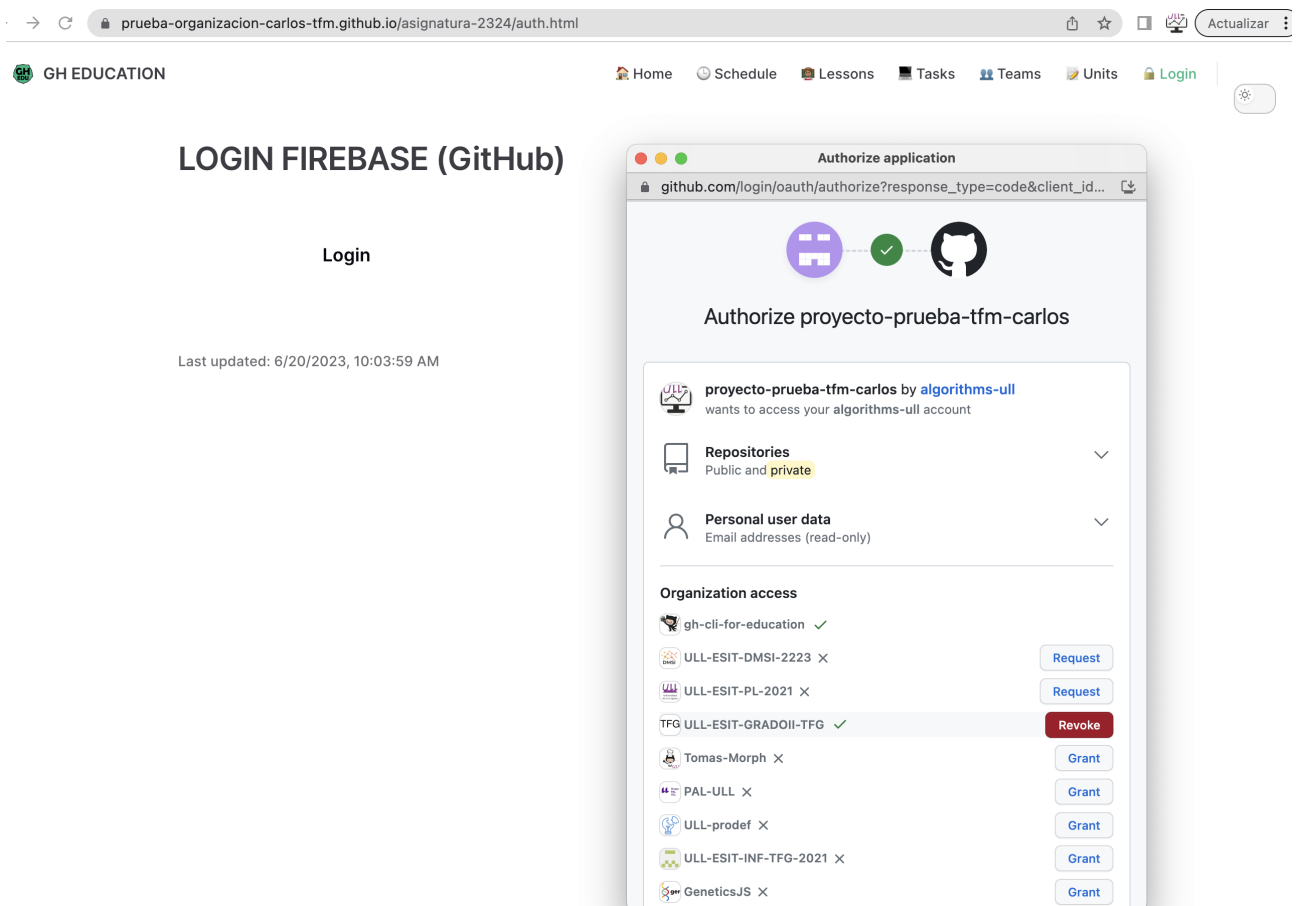 prueba-organizacion-carlos-tfm.github.io/asignatura-2324/auth.html
Actualizar
GH EDU
GH EDUCATION
Home Schedule Lessons Tasks Teams Units Login
LOGIN FIREBASE (GitHub)
Login
Last updated: 6/20/2023, 10:03:59 AM
Authorize application
github.com/login/oauth/authorize?response_type=code&client_id...
Authorize proyecto-prueba-tfm-carlos
proyecto-prueba-tfm-carlos by algorithms-ull
wants to access your algorithms-ull account
Repositories
Public and private
Personal user data
Email addresses (read-only)
Organization access
gh-cli-for-education
DMSI ULL-ESIT-DMSI-2223 Request
ULL-ESIT-PL-2021 Request
TFG ULL-ESIT-GRADOII-TFG Revoke
Tomas-Morph Grant
PAL-ULL Grant
ULL-prodef Grant
ULL-ESIT-INF-TFG-2021 Grant
GeneticsJS Grant